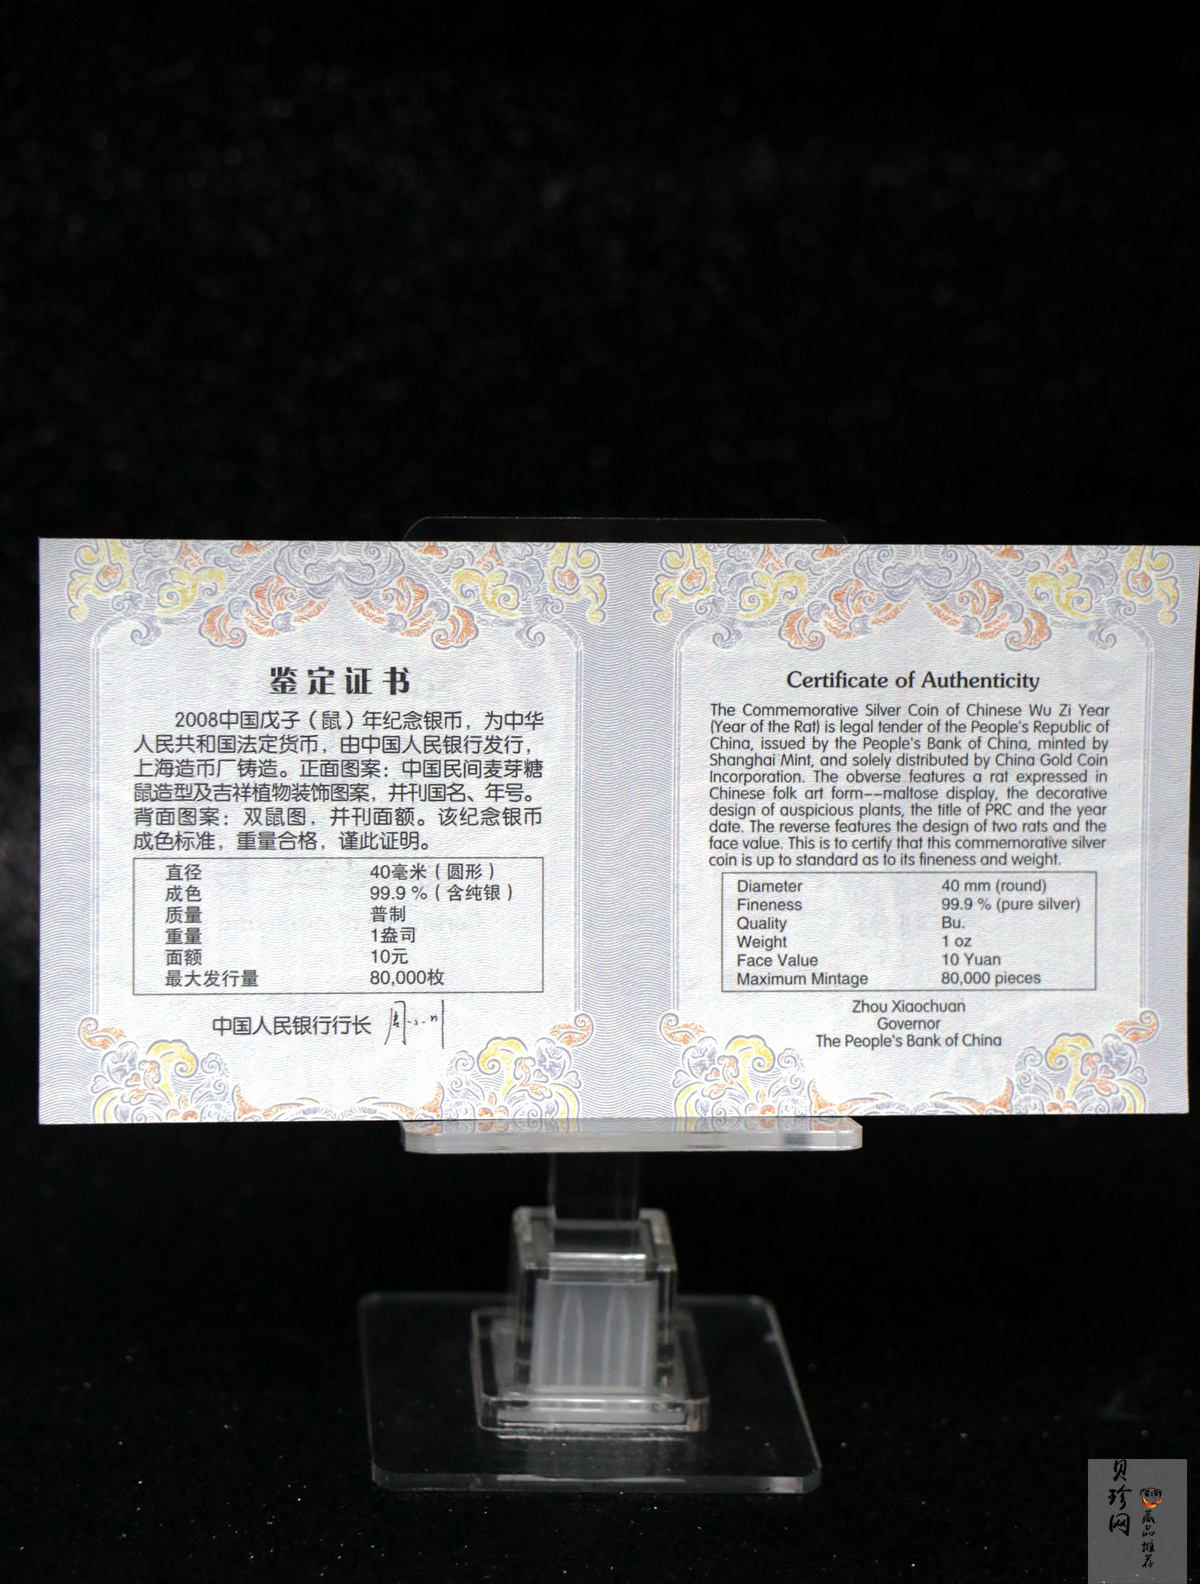 鉴定证书
2008中国戊子（鼠）年纪念银币，为中华
人民共和国法定货币，由中国人民银行发行，
上海造币厂铸造。正面图案：中国民间麦芽糖
鼠造型及吉祥植物装饰图案，并刊国名、年号。
背面图案：双鼠图，并刊面额。该纪念银币
成色标准，重量合格，谨此证明。
直径 40毫米（圆形）
成色 99.9 %（含纯银）
质量 普制
重量 1盎司
面额 10元
最大发行量 80,000枚
中国人民银行行长
Certificate of Authenticity
The Commemorative Silver Coin of Chinese Wu Zi Year
(Year of the Rat) is legal tender of the People's Republic of
China, issued by the People's Bank of China, minted by
Shanghai Mint, and solely distributed by China Gold Coin
Incorporation. The obverse features a rat expressed in
Chinese folk art form--maltose display, the decorative
design of auspicious plants, the title of PRC and the year
date. The reverse features the design of two rats and the
face value. This is to certify that this commemorative silver
coin is up to standard as to its fineness and weight.
Diameter 40 mm (round)
Fineness 99.9 % (pure silver)
Quality Bu.
Weight 1 oz
Face Value 10 Yuan
Maximum Mintage 80,000 pieces
Zhou Xiaochuan
Governor
The People's Bank of China
贝珍网
藏品推荐